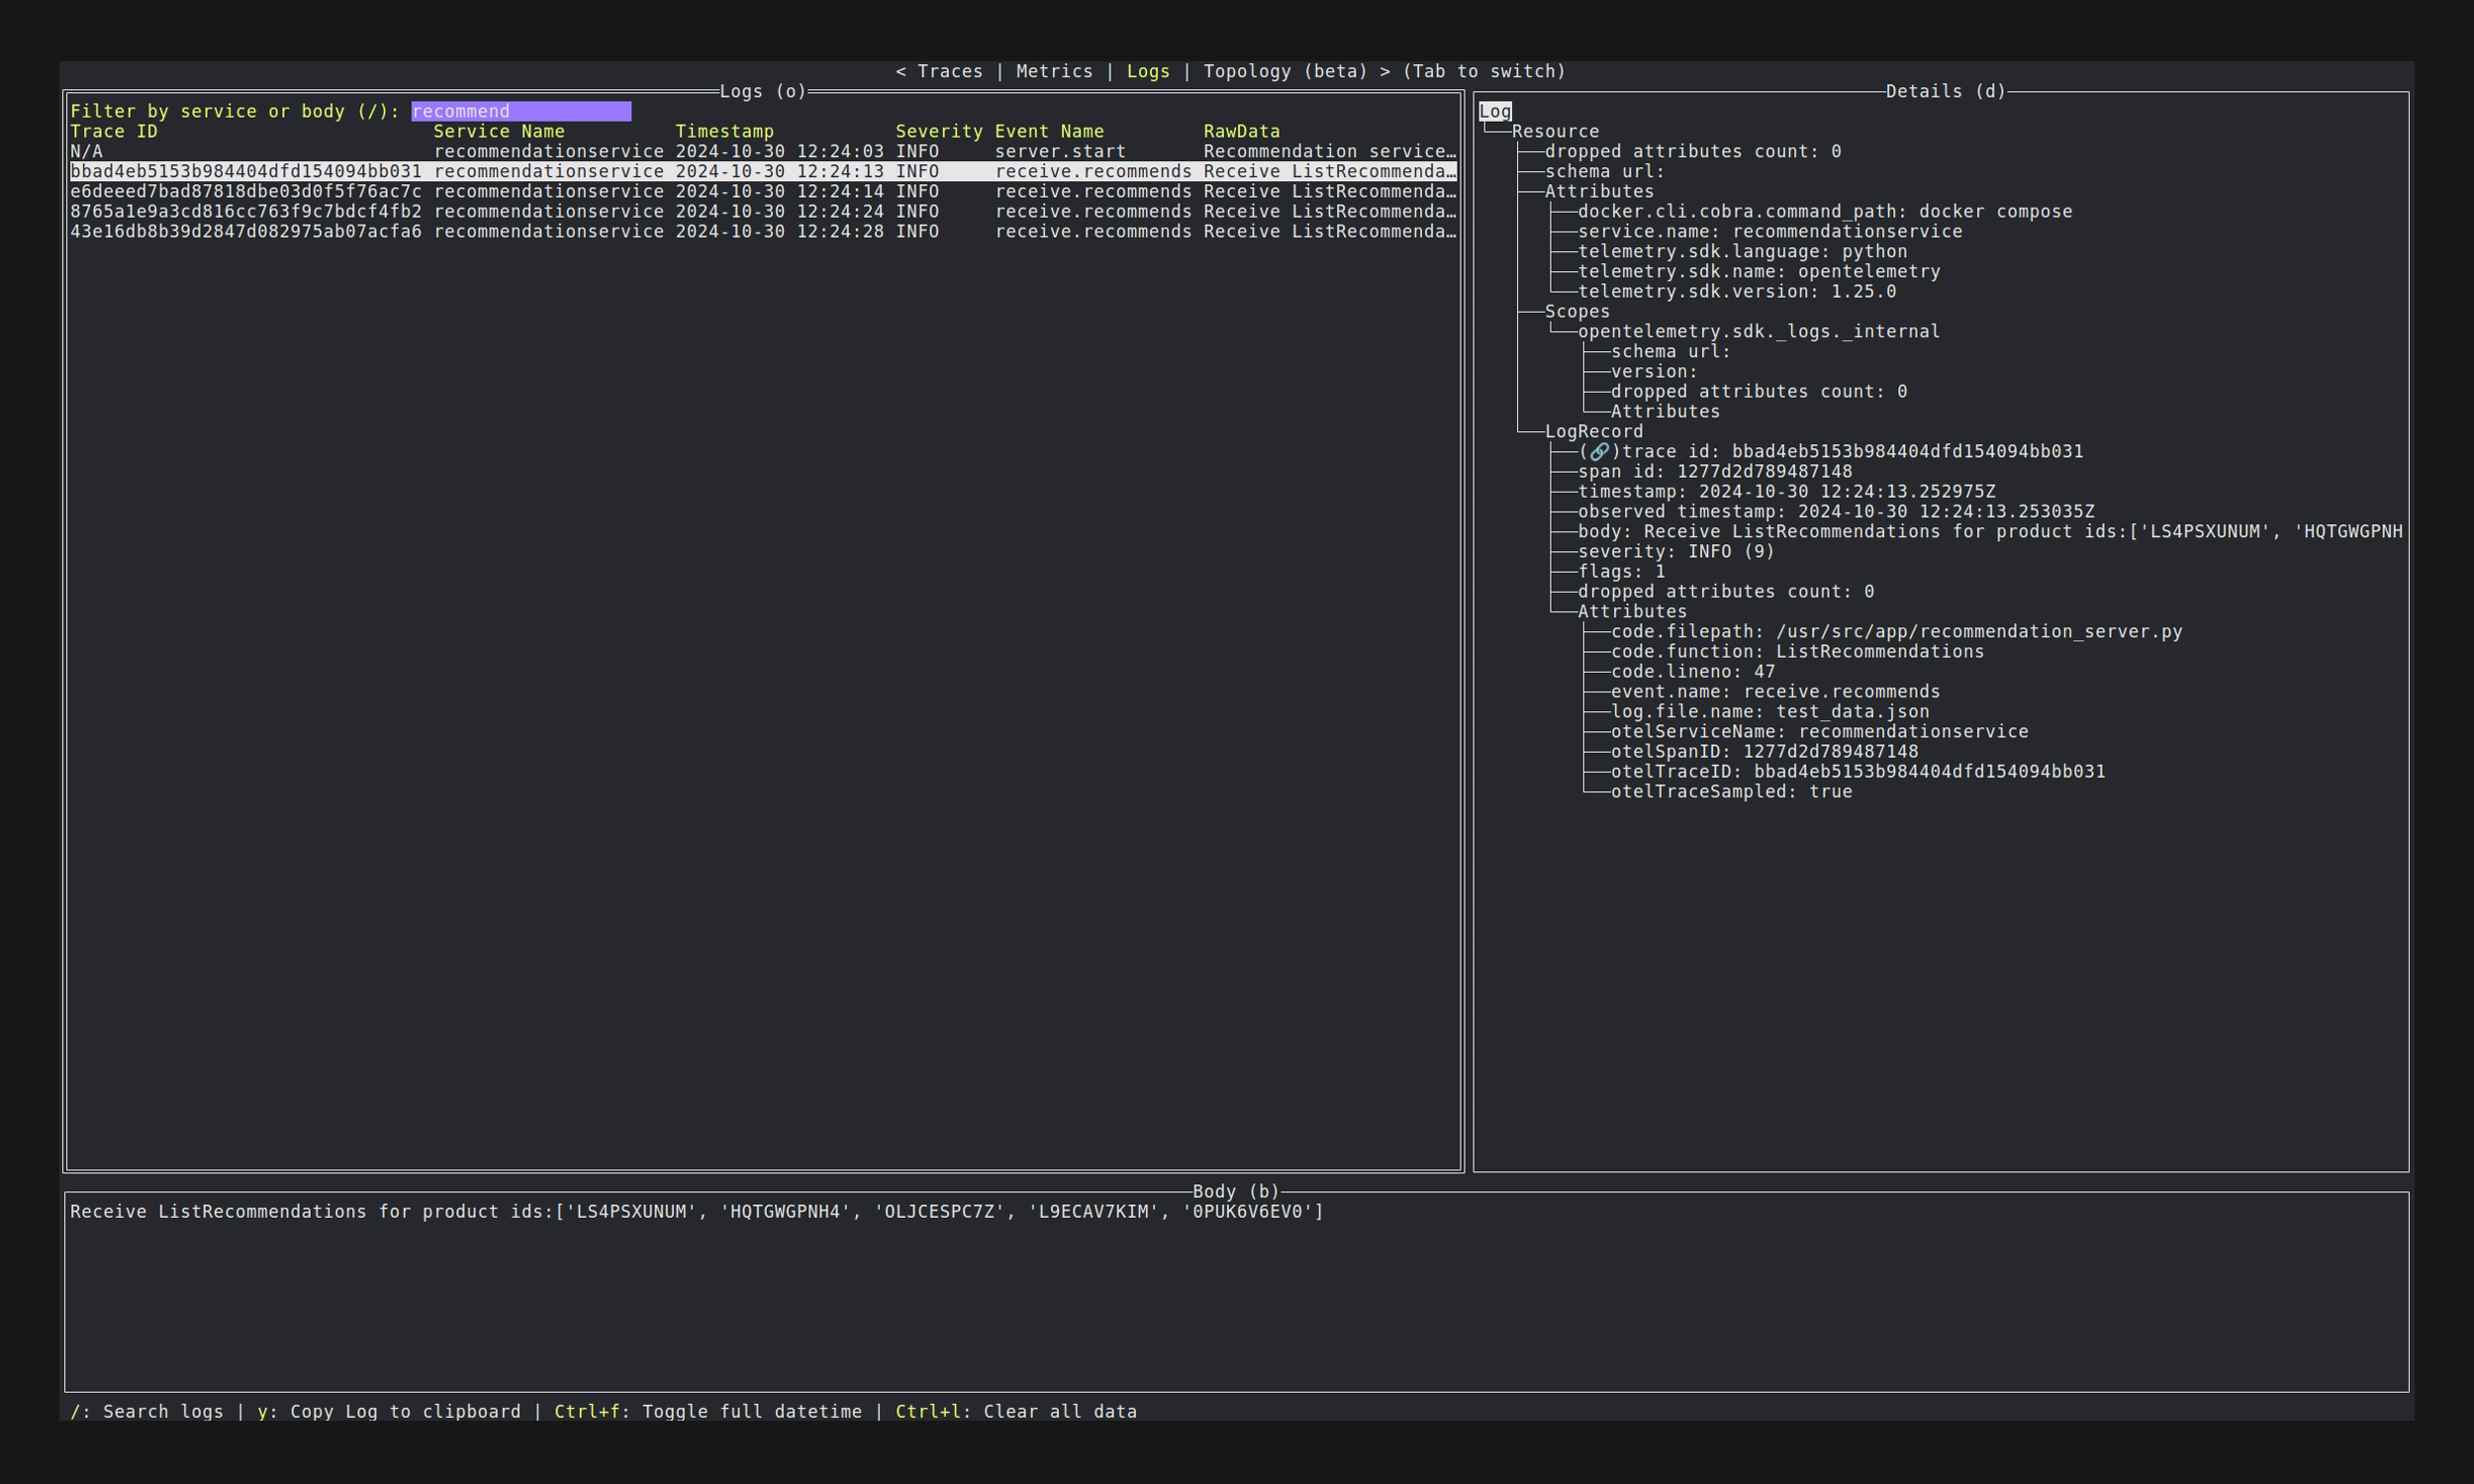 < Traces | Metrics | Logs | Topology (beta) > (Tab to switch)
Logs (o)
Filter by service or body (/): recommend
Trace ID Service Name Timestamp Severity Event Name RawData
N/A recommendationservice 2024-10-30 12:24:03 INFO server.start Recommendation service…
bbad4eb5153b984404dfd154094bb031 recommendationservice 2024-10-30 12:24:13 INFO receive.recommends Receive ListRecommenda…
e6deeed7bad87818dbe03d0f5f76ac7c recommendationservice 2024-10-30 12:24:14 INFO receive.recommends Receive ListRecommenda…
8765a1e9a3cd816cc763f9c7bdcf4fb2 recommendationservice 2024-10-30 12:24:24 INFO receive.recommends Receive ListRecommenda…
43e16db8b39d2847d082975ab07acfa6 recommendationservice 2024-10-30 12:24:28 INFO receive.recommends Receive ListRecommenda…
Details (d)
Log
Resource
dropped attributes count: 0
schema url:
Attributes
docker.cli.cobra.command_path: docker compose
service.name: recommendationservice
telemetry.sdk.language: python
telemetry.sdk.name: opentelemetry
telemetry.sdk.version: 1.25.0
Scopes
opentelemetry.sdk._logs._internal
schema url:
version:
dropped attributes count: 0
Attributes
LogRecord
(🔗)trace id: bbad4eb5153b984404dfd154094bb031
span id: 1277d2d789487148
timestamp: 2024-10-30 12:24:13.252975Z
observed timestamp: 2024-10-30 12:24:13.253035Z
body: Receive ListRecommendations for product ids:['LS4PSXUNUM', 'HQTGWGPNH
severity: INFO (9)
flags: 1
dropped attributes count: 0
Attributes
code.filepath: /usr/src/app/recommendation_server.py
code.function: ListRecommendations
code.lineno: 47
event.name: receive.recommends
log.file.name: test_data.json
otelServiceName: recommendationservice
otelSpanID: 1277d2d789487148
otelTraceID: bbad4eb5153b984404dfd154094bb031
otelTraceSampled: true
Body (b)
Receive ListRecommendations for product ids:['LS4PSXUNUM', 'HQTGWGPNH4', 'OLJCESPC7Z', 'L9ECAV7KIM', '0PUK6V6EV0']
/: Search logs | y: Copy Log to clipboard | Ctrl+f: Toggle full datetime | Ctrl+l: Clear all data